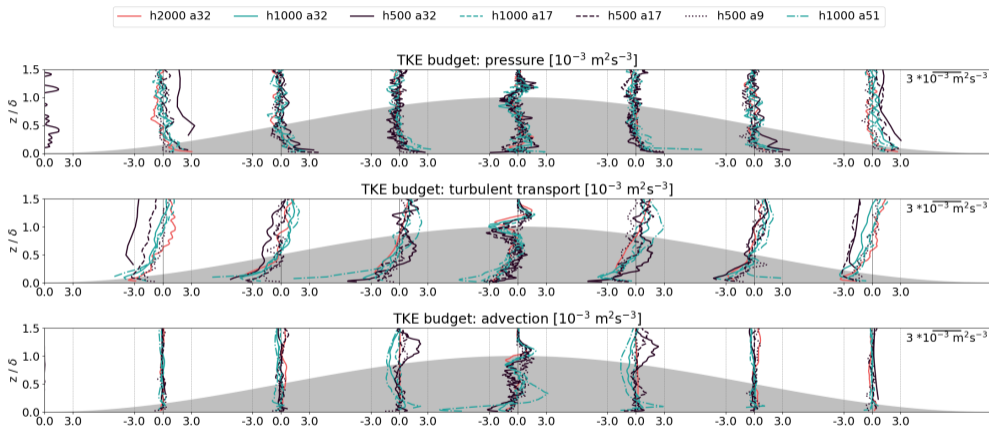 h2000 a32 h1000 a32 h500 a32 h1000 a17 h500 a17 h500 a9 h1000 a51
TKE budget: pressure [10⁻³ m²s⁻³]
3 *10⁻³ m²s⁻³
z / δ
1.5
1.0
0.5
0.0
0.0 3.0 -3.0 0.0 3.0 -3.0 0.0 3.0 -3.0 0.0 3.0 -3.0 0.0 3.0 -3.0 0.0 3.0 -3.0 0.0 3.0 -3.0 0.0 3.0
TKE budget: turbulent transport [10⁻³ m²s⁻³]
3 *10⁻³ m²s⁻³
z / δ
1.5
1.0
0.5
0.0
0.0 3.0 -3.0 0.0 3.0 -3.0 0.0 3.0 -3.0 0.0 3.0 -3.0 0.0 3.0 -3.0 0.0 3.0 -3.0 0.0 3.0 -3.0 0.0 3.0
TKE budget: advection [10⁻³ m²s⁻³]
3 *10⁻³ m²s⁻³
z / δ
1.5
1.0
0.5
0.0
0.0 3.0 -3.0 0.0 3.0 -3.0 0.0 3.0 -3.0 0.0 3.0 -3.0 0.0 3.0 -3.0 0.0 3.0 -3.0 0.0 3.0 -3.0 0.0 3.0